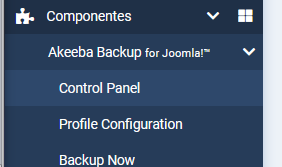 Componentes
Akeeba Backup for Joomla!™
Control Panel
Profile Configuration
Backup Now